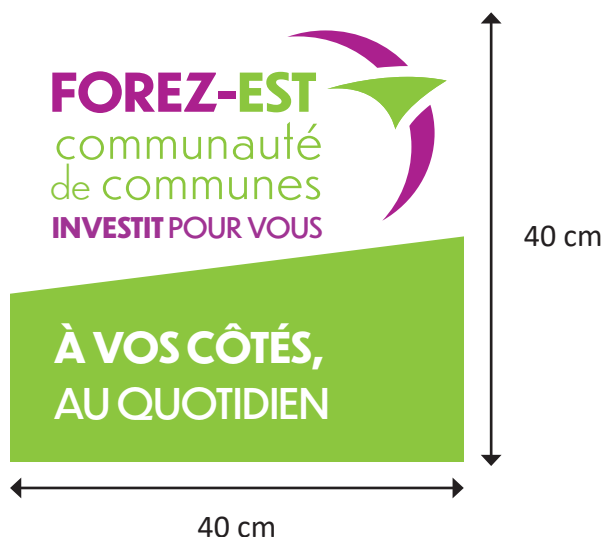 FOREZ-EST
communauté
de communes
INVESTIT POUR VOUS
40 cm
À VOS CÔTÉS,
AU QUOTIDIEN
40 cm